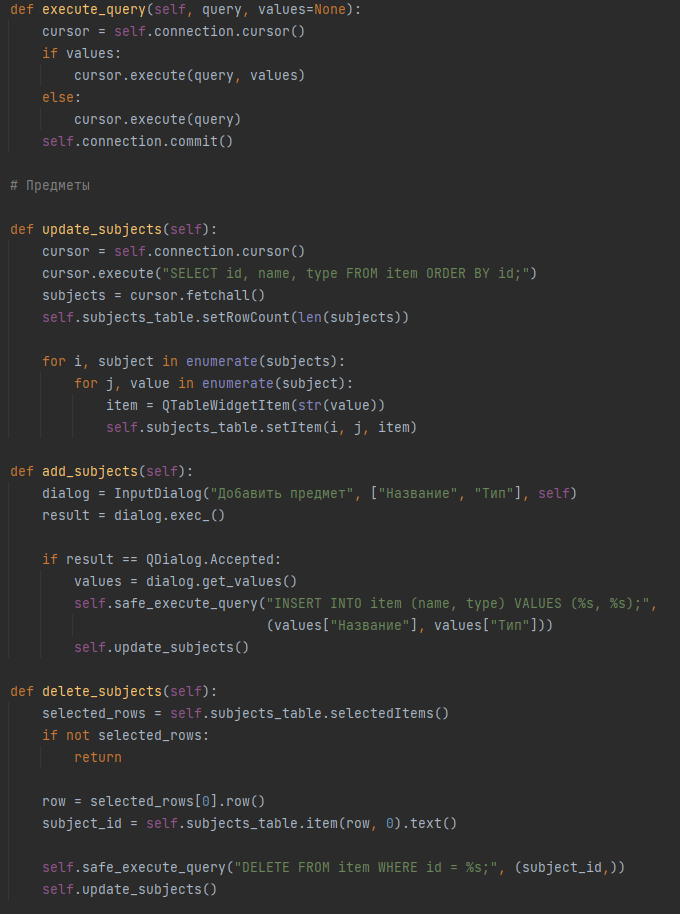 def execute_query(self, query, values=None):
    cursor = self.connection.cursor()
    if values:
        cursor.execute(query, values)
    else:
        cursor.execute(query)
    self.connection.commit()

# Предметы

def update_subjects(self):
    cursor = self.connection.cursor()
    cursor.execute("SELECT id, name, type FROM item ORDER BY id;")
    subjects = cursor.fetchall()
    self.subjects_table.setRowCount(len(subjects))

    for i, subject in enumerate(subjects):
        for j, value in enumerate(subject):
            item = QTableWidgetItem(str(value))
            self.subjects_table.setItem(i, j, item)

def add_subjects(self):
    dialog = InputDialog("Добавить предмет", ["Название", "Тип"], self)
    result = dialog.exec_()

    if result == QDialog.Accepted:
        values = dialog.get_values()
        self.safe_execute_query("INSERT INTO item (name, type) VALUES (%s, %s);",
                                (values["Название"], values["Тип"]))
        self.update_subjects()

def delete_subjects(self):
    selected_rows = self.subjects_table.selectedItems()
    if not selected_rows:
        return

    row = selected_rows[0].row()
    subject_id = self.subjects_table.item(row, 0).text()

    self.safe_execute_query("DELETE FROM item WHERE id = %s;", (subject_id,))
    self.update_subjects()